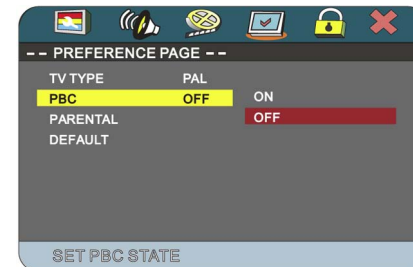 -- PREFERENCE PAGE --
TV TYPE PAL
PBC OFF ON
PARENTAL OFF
DEFAULT
SET PBC STATE